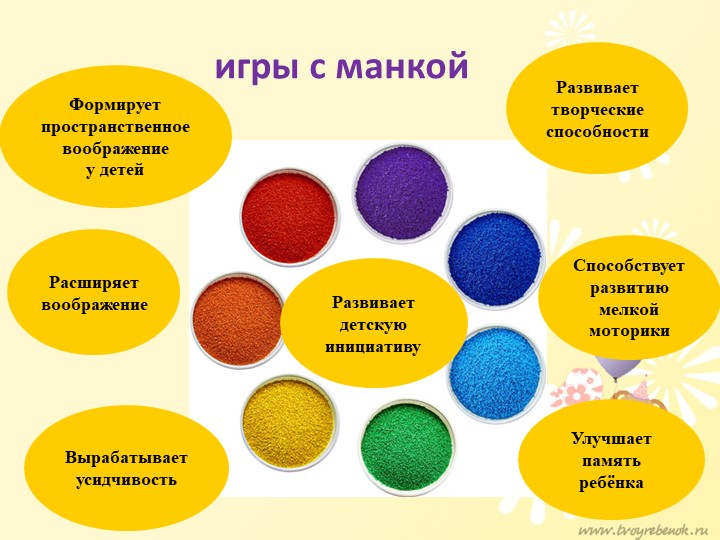 игры с манкой
Формирует
пространственное
воображение
у детей
Развивает
творческие
способности
Расширяет
воображение
Развивает
детскую
инициативу
Способствует
развитию
мелкой
моторики
Вырабатывает
усидчивость
Улучшает
память
ребёнка
www.tvoyrebenok.ru